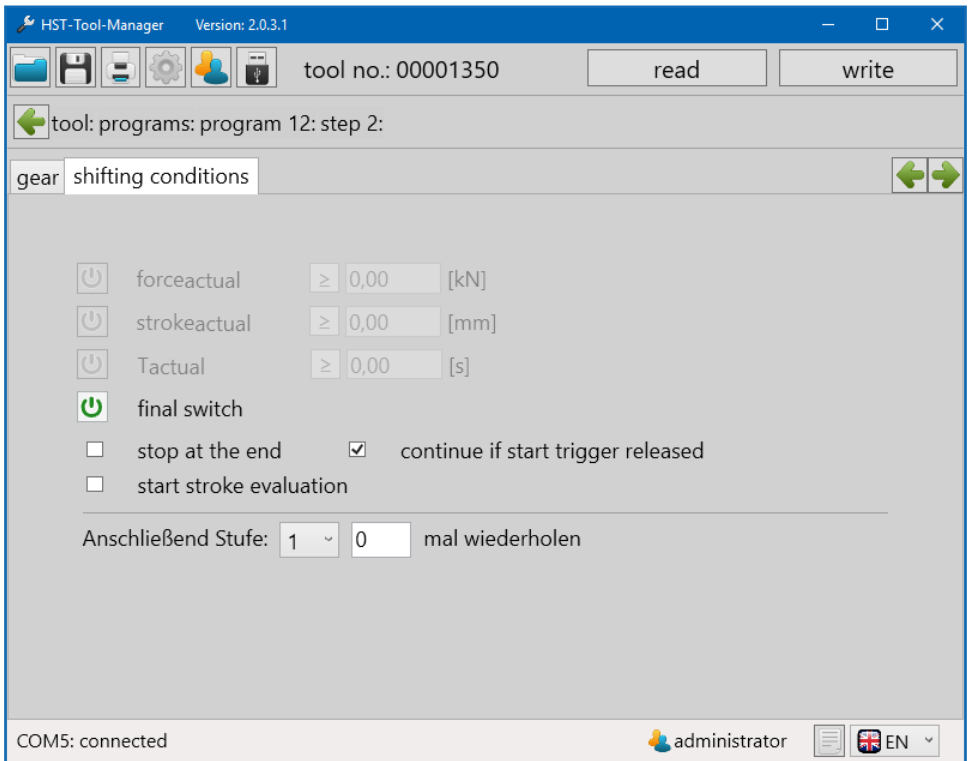 HST-Tool-Manager Version: 2.0.3.1
tool no.: 00001350 read write
tool: programs: program 12: step 2:
gear shifting conditions
forceactual ≥ 0,00 [kN]
strokeactual ≥ 0,00 [mm]
Tactual ≥ 0,00 [s]
final switch
stop at the end continue if start trigger released
start stroke evaluation
Anschließend Stufe: 1 0 mal wiederholen
COM5: connected administrator EN